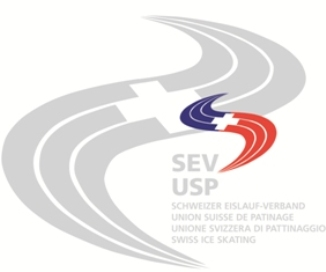 SEV
USP
SCHWEIZER EISLAUF-VERBAND
UNION SUISSE DE PATINAGE
UNIONE SVIZZERA DI PATTINAGGIO
SWISS ICE SKATING